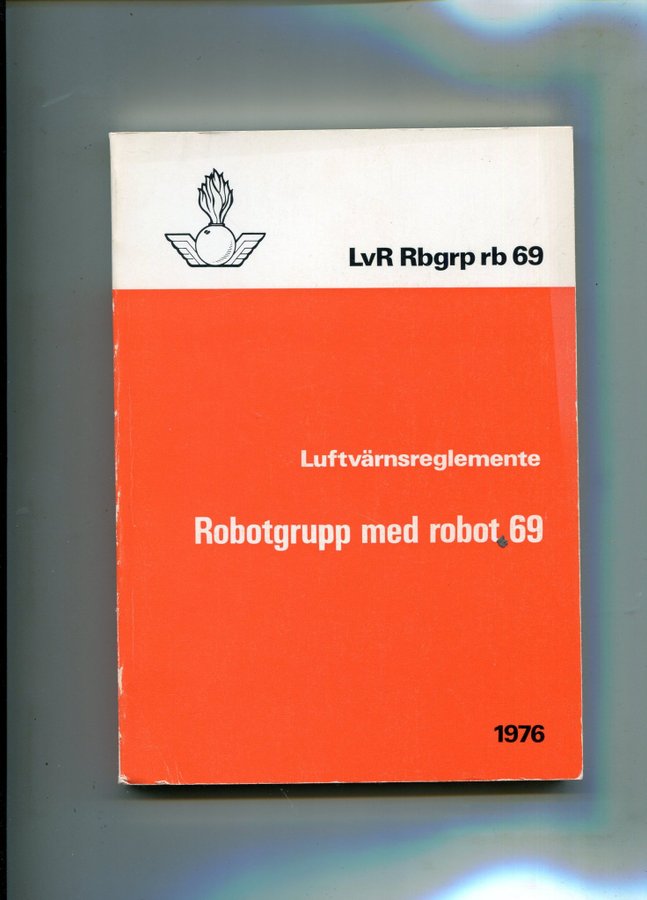 LvR Rbgrp rb 69
Luftvärnsreglemente
Robotgrupp med robot 69
1976